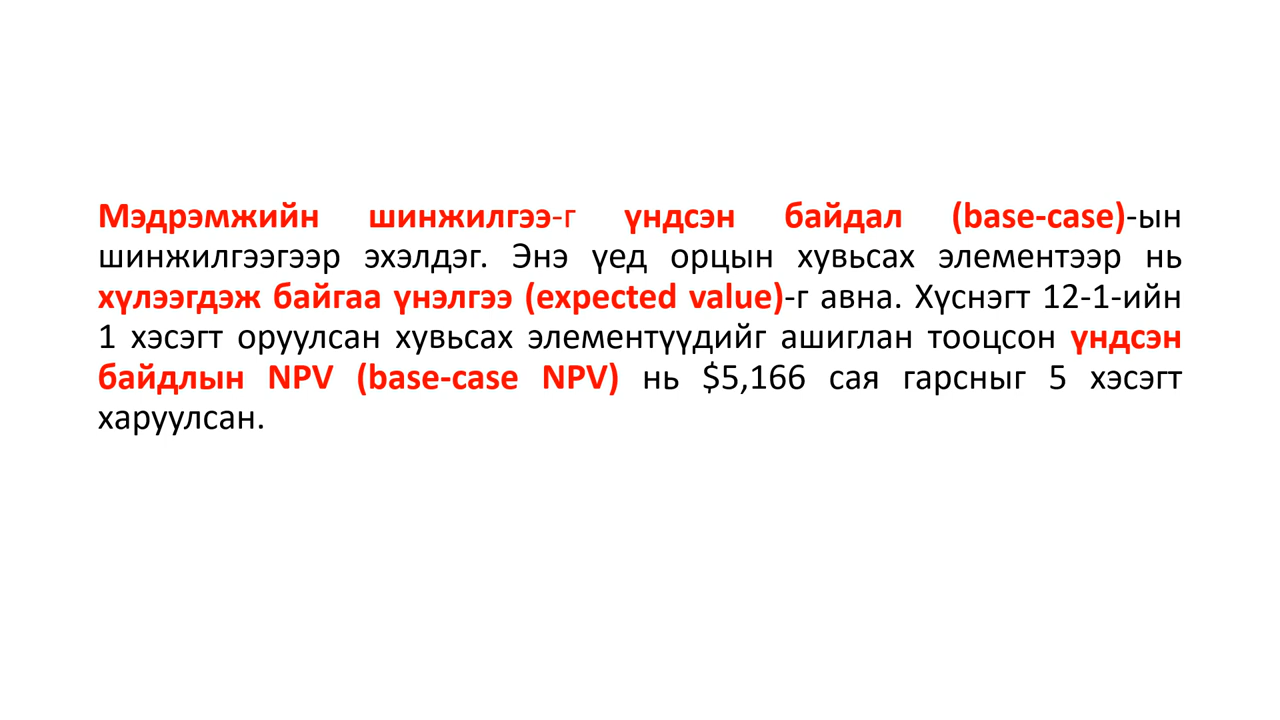 Мэдрэмжийн шинжилгээ-г үндсэн байдал (base-case)-ын
шинжилгээгээр эхэлдэг. Энэ үед орцын хувьсах элементээр нь
хүлээгдэж байгаа үнэлгээ (expected value)-г авна. Хүснэгт 12-1-ийн
1 хэсэгт оруулсан хувьсах элементүүдийг ашиглан тооцсон үндсэн
байдлын NPV (base-case NPV) нь $5,166 сая гарсныг 5 хэсэгт
харуулсан.